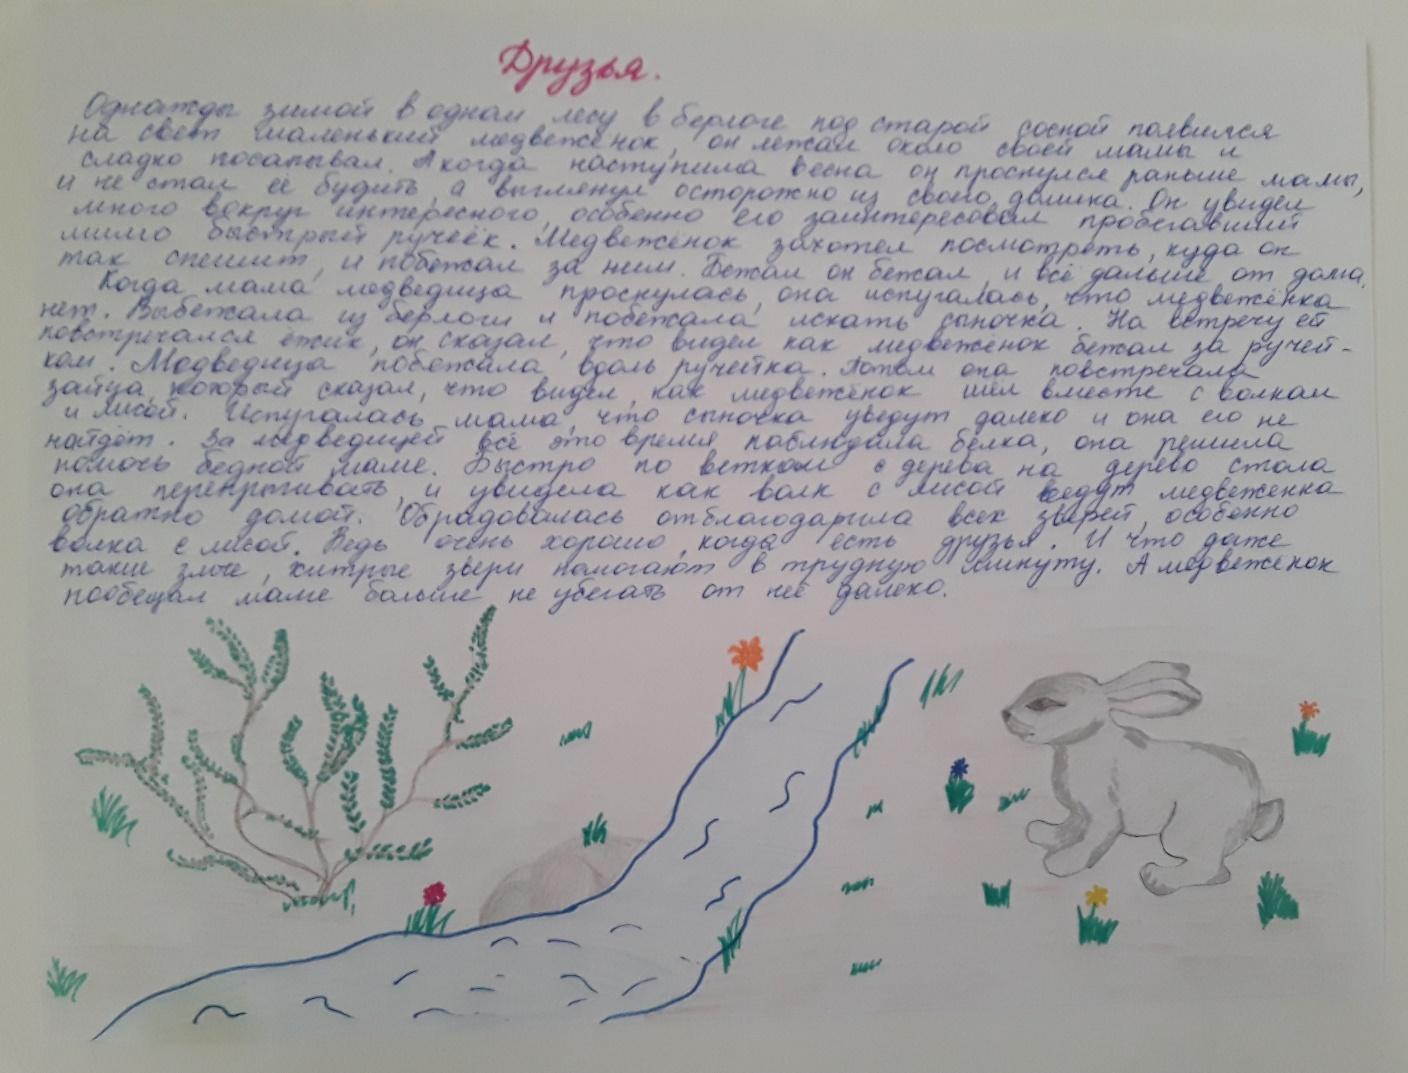 Друзья.
Однажды зимой в одном лесу в берлоге под старой сосной появился
на свет маленький медвежёнок, он лежал около своей мамы и
сладко посапывал. А когда наступила весна он проснулся раньше мамы,
и не стал её будить, а выглянул осторожно из своего домика. Он увидел
много вокруг интересного, особенно его заинтересовал пробегавший
мимо быстрый ручеёк. Медвежонок захотел посмотреть, куда он
так спешит, и побежал за ним. Бежал он бежал, и всё дальше от дома.
Когда мама медведица проснулась, она испугалась, что медвежёнка
нет. Выбежала из берлоги и побежала искать сыночка. На встречу ей
повстречался ёжик, он сказал, что видел как медвежонок бежал за ручей-
ком. Медведица побежала вдоль ручейка. Потом она повстречала
зайца, который сказал, что видел, как медвежонок шёл вместе с волком
и лисой. Испугалась мама, что сыночка уведут далеко и она его не
найдёт. За медведицей всё это время наблюдала белка, она решила
помочь бедной маме. Быстро по веткам с дерева на дерево стала
она перепрыгивать, и увидела как волк с лисой ведут медвежонка
обратно домой. Обрадовалась отблагодарила всех зверей, особенно
волка с лисой. Ведь очень хорошо, когда есть друзья. И что даже
такие злые, хитрые звери помогают в трудную минуту. А медвежонок
пообещал маме больше не убегать от неё далеко.